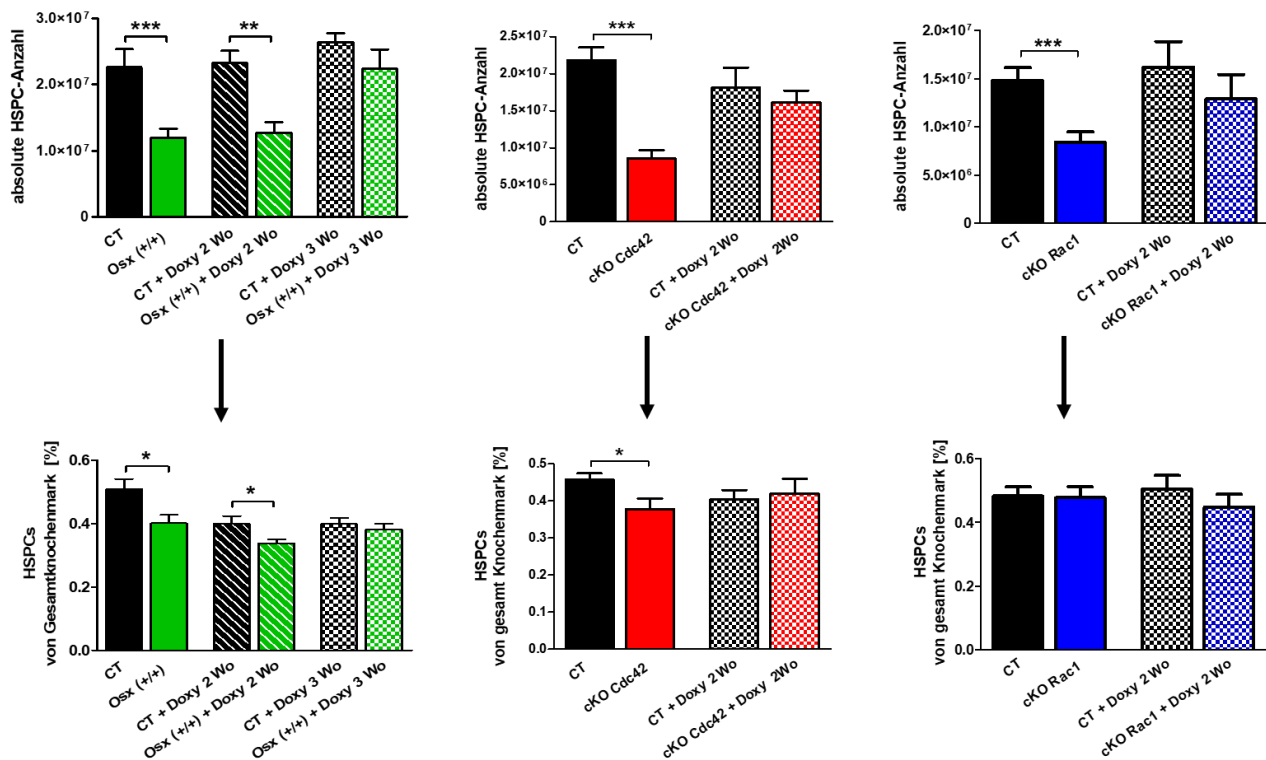 absolute HSPC-Anzahl
3.0×10⁷
2.0×10⁷
1.0×10⁷
0
***
**
CT
Osx (+/+)
CT + Doxy 2 Wo
Osx (+/+) + Doxy 2 Wo
CT + Doxy 3 Wo
Osx (+/+) + Doxy 3 Wo
absolute HSPC-Anzahl
2.5×10⁷
2.0×10⁷
1.5×10⁷
1.0×10⁷
5.0×10⁶
0
***
CT
cKO Cdc42
CT + Doxy 2 Wo
cKO Cdc42 + Doxy 2Wo
absolute HSPC-Anzahl
2.0×10⁷
1.5×10⁷
1.0×10⁷
5.0×10⁶
0
***
CT
cKO Rac1
CT + Doxy 2 Wo
cKO Rac1 + Doxy 2 Wo
HSPCs
von Gesamtknochenmark [%]
0.6
0.4
0.2
0.0
*
*
CT
Osx (+/+)
CT + Doxy 2 Wo
Osx (+/+) + Doxy 2 Wo
CT + Doxy 3 Wo
Osx (+/+) + Doxy 3 Wo
HSPCs
von gesamt Knochenmark [%]
0.5
0.4
0.3
0.2
0.1
0.0
*
CT
cKO Cdc42
CT + Doxy 2 Wo
cKO Cdc42 + Doxy 2Wo
HSPCs
von gesamt Knochenmark [%]
0.6
0.4
0.2
0.0
CT
cKO Rac1
CT + Doxy 2 Wo
cKO Rac1 + Doxy 2 Wo